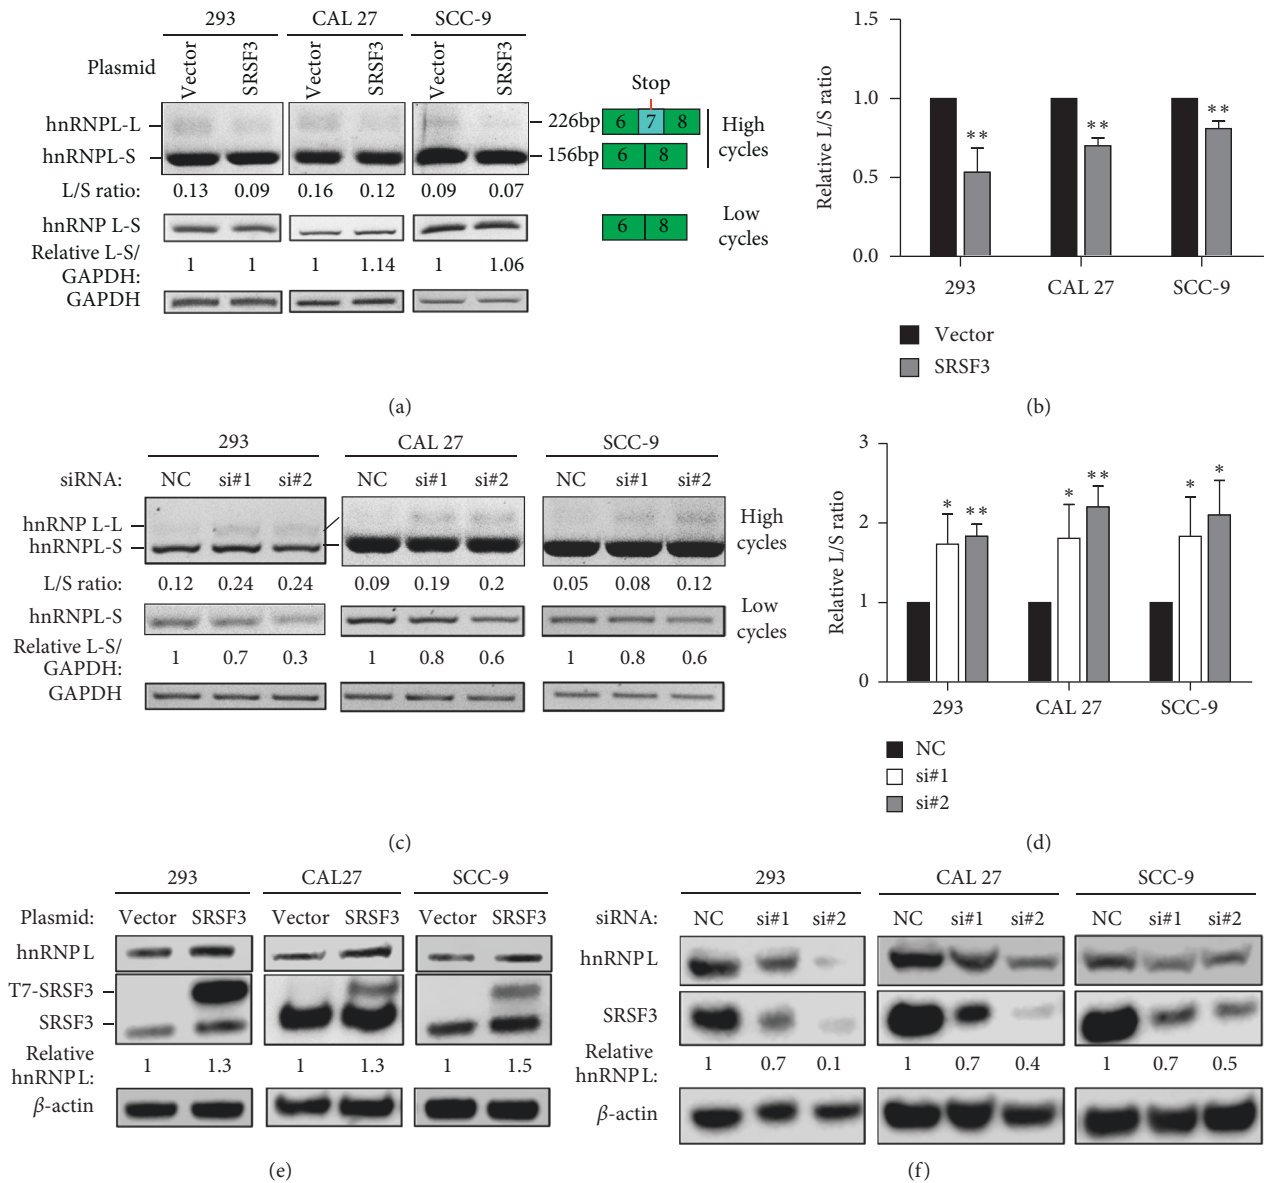 293 CAL 27 SCC-9
Plasmid Vector SRSF3 Vector SRSF3 Vector SRSF3
Stop
hnRNPL-L 226bp 6 7 8 High
hnRNPL-S 156bp 6 8 cycles
L/S ratio: 0.13 0.09 0.16 0.12 0.09 0.07
hnRNP L-S 6 8 Low
cycles
Relative L-S/
GAPDH: 1 1 1 1.14 1 1.06
GAPDH
(a)
1.5
1.0
0.5
0.0
Relative L/S ratio
** ** **
293 CAL 27 SCC-9
Vector
SRSF3
(b)
293 CAL 27 SCC-9
siRNA: NC si#1 si#2 NC si#1 si#2 NC si#1 si#2
hnRNP L-L High
hnRNPL-S cycles
L/S ratio: 0.12 0.24 0.24 0.09 0.19 0.2 0.05 0.08 0.12
hnRNPL-S Low
cycles
Relative L-S/
GAPDH: 1 0.7 0.3 1 0.8 0.6 1 0.8 0.6
GAPDH
(c)
3
2
1
0
Relative L/S ratio
* ** * ** * *
293 CAL 27 SCC-9
NC
si#1
si#2
(d)
293 CAL27 SCC-9
Plasmid: Vector SRSF3 Vector SRSF3 Vector SRSF3
hnRNP L
T7-SRSF3
SRSF3
Relative
hnRNP L: 1 1.3 1 1.3 1 1.5
β-actin
(e)
293 CAL 27 SCC-9
siRNA: NC si#1 si#2 NC si#1 si#2 NC si#1 si#2
hnRNPL
SRSF3
Relative
hnRNPL: 1 0.7 0.1 1 0.7 0.4 1 0.7 0.5
β-actin
(f)